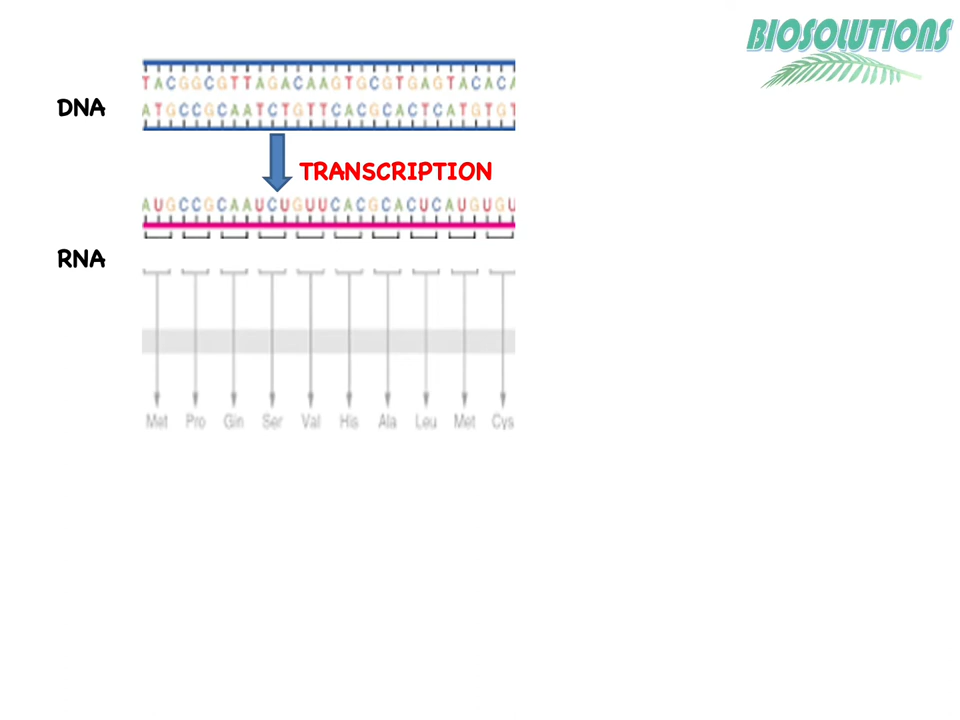 BIOSOLUTIONS
TACGGCGTTAGACAAGTGCGTGAGTACACA
DNA
ATGCCGCAATCTGTTCACGCACTCATGTGT
TRANSCRIPTION
AUGCCGCAAUCUGUUCACGCACUCAUGUGU
RNA
Met Pro Gln Ser Val His Ala Leu Met Cys